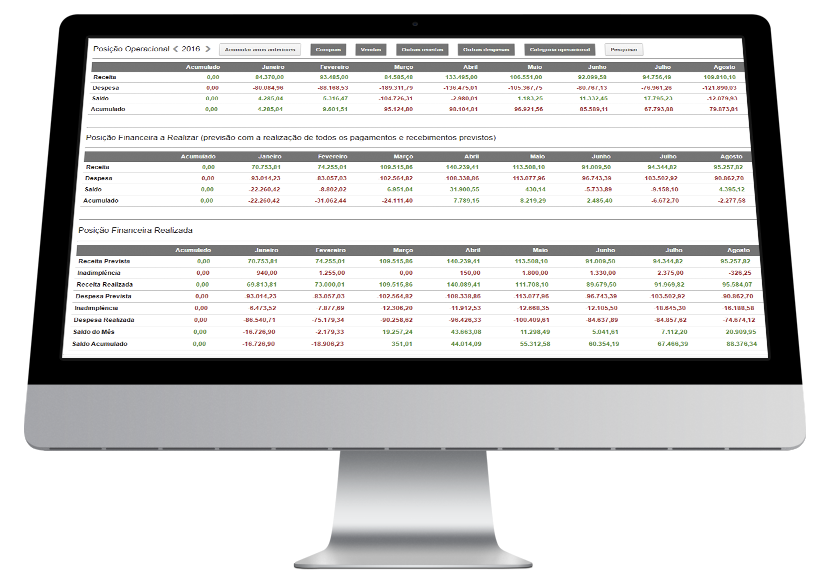 Posição Operacional < 2016 > Acumular anos anteriores Compras Vendas Outras receitas Outras despesas Categoria operacional Pesquisar
Acumulado Janeiro Fevereiro Março Abril Maio Junho Julho Agosto
Receita 0,00 84.370,00 93.485,00 84.585,48 133.495,80 106.551,00 92.099,58 94.756,49 109.810,10
Despesa 0,00 -80.084,96 -88.168,53 -189.311,79 -136.475,81 -105.367,75 -80.767,13 -76.961,26 -121.890,03
Saldo 0,00 4.285,04 5.316,47 -104.726,31 -2.980,01 1.183,25 11.332,45 17.795,23 -12.079,93
Acumulado 0,00 4.285,04 9.601,51 95.124,80 98.104,81 96.921,56 85.589,11 67.793,88 79.873,81
Posição Financeira a Realizar (previsão com a realização de todos os pagamentos e recebimentos previstos)
Acumulado Janeiro Fevereiro Março Abril Maio Junho Julho Agosto
Receita 0,00 70.753,81 74.255,01 109.515,86 140.239,41 113.508,10 91.009,50 94.344,82 95.257,82
Despesa 0,00 93.014,23 83.057,03 102.564,82 108.338,86 113.077,96 96.743,39 103.502,92 90.862,70
Saldo 0,00 -22.260,42 -8.802,02 6.951,04 31.900,55 430,14 -5.733,89 -9.158,10 4.395,12
Acumulado 0,00 -22.260,42 -31.062,44 -24.111,40 7.789,15 8.219,29 2.485,40 -6.672,70 -2.277,58
Posição Financeira Realizada
Acumulado Janeiro Fevereiro Março Abril Maio Junho Julho Agosto
Receita Prevista 0,00 70.753,81 74.255,01 109.515,86 140.239,41 113.508,10 91.009,50 94.344,82 95.257,82
Inadimplência 0,00 940,00 1.255,00 0,00 150,00 1.800,00 1.330,00 2.375,00 -326,25
Receita Realizada 0,00 69.813,81 73.000,01 109.515,86 140.089,41 111.708,10 89.679,50 91.969,82 95.584,07
Despesa Prevista 0,00 93.014,23 83.057,03 102.564,82 108.338,86 113.077,96 96.743,39 103.502,92 90.862,70
Inadimplência 0,00 6.473,52 7.877,69 12.306,20 11.912,53 12.668,35 12.105,50 18.645,30 16.188,58
Despesa Realizada 0,00 -86.540,71 -75.179,34 -90.258,62 -96.426,33 -100.409,61 -84.637,89 -84.857,62 -74.674,12
Saldo do Mês 0,00 -16.726,90 -2.179,33 19.257,24 43.663,08 11.298,49 5.041,61 7.112,20 20.909,95
Saldo Acumulado 0,00 -16.726,90 -18.906,23 351,01 44.014,09 55.312,58 60.354,19 67.466,39 88.376,34